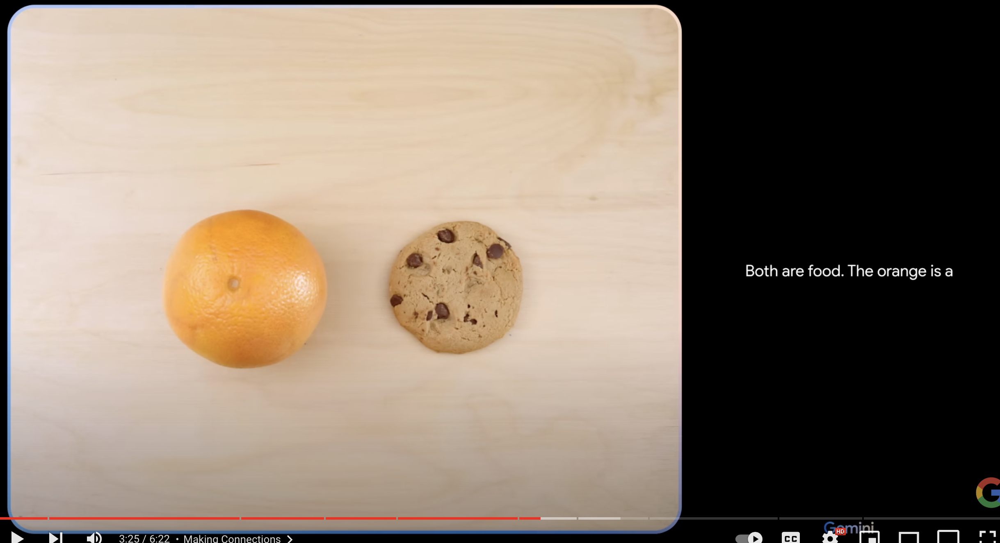 Both are food. The orange is a
Gemini
HD
3:25 / 6:22 • Making Connections
CC